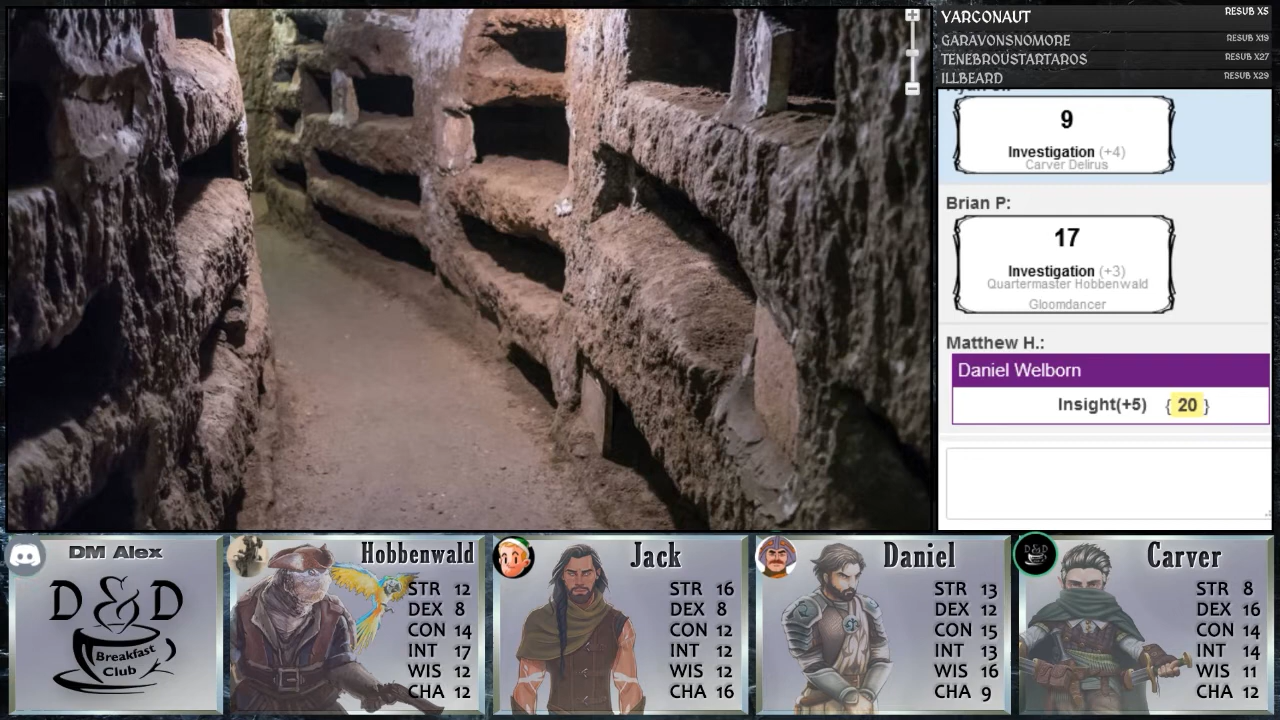 YARCONAUT RESUB X5
GARAVONSNOMORE RESUB X19
TENEBROUSTARTAROS RESUB X27
ILLBEARD RESUB X29
9
Investigation (+4)
Carver Delirus
Brian P:
17
Investigation (+3)
Quartermaster Hobbenwald
Gloomdancer
Matthew H.:
Daniel Welborn
Insight(+5) {20}
DM Alex
D&D
Breakfast
Club
Hobbenwald
STR 12
DEX 8
CON 14
INT 17
WIS 12
CHA 12
Jack
STR 16
DEX 8
CON 12
INT 12
WIS 12
CHA 16
Daniel
STR 13
DEX 12
CON 15
INT 13
WIS 16
CHA 9
D&D
Carver
STR 8
DEX 16
CON 14
INT 14
WIS 11
CHA 12